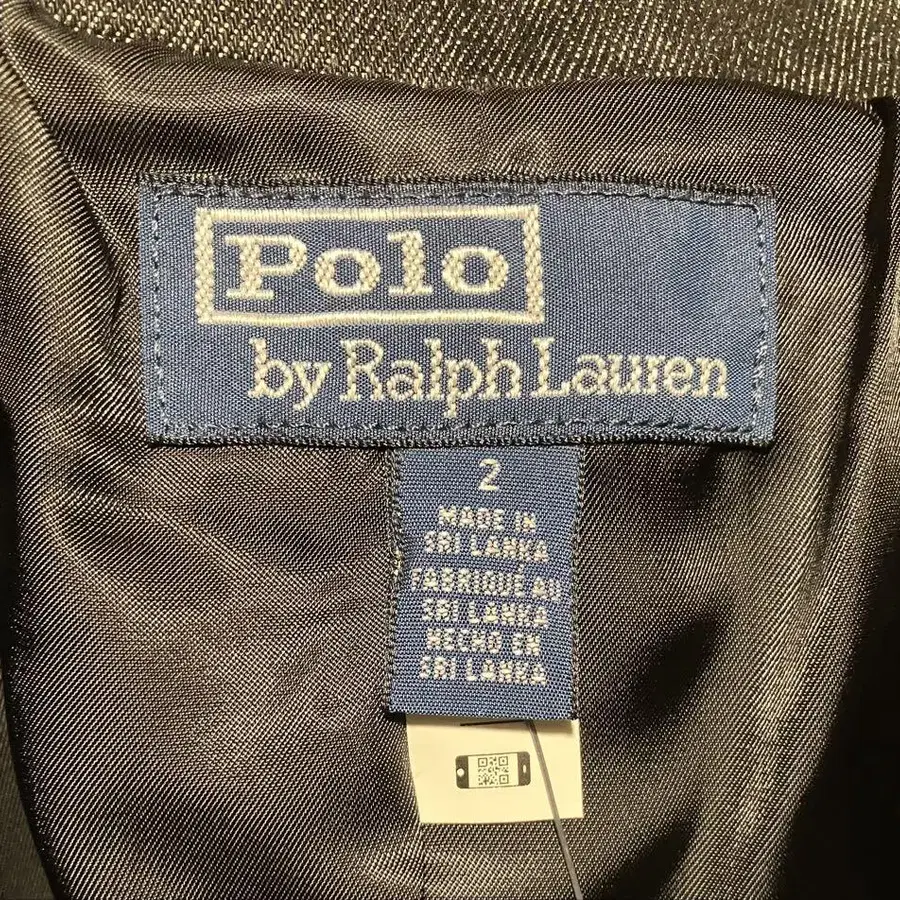 Polo
by Ralph Lauren
2
MADE IN
SRI LANKA
FABRIQUÉ AU
SRI LANKA
HECHO EN
SRI LANKA